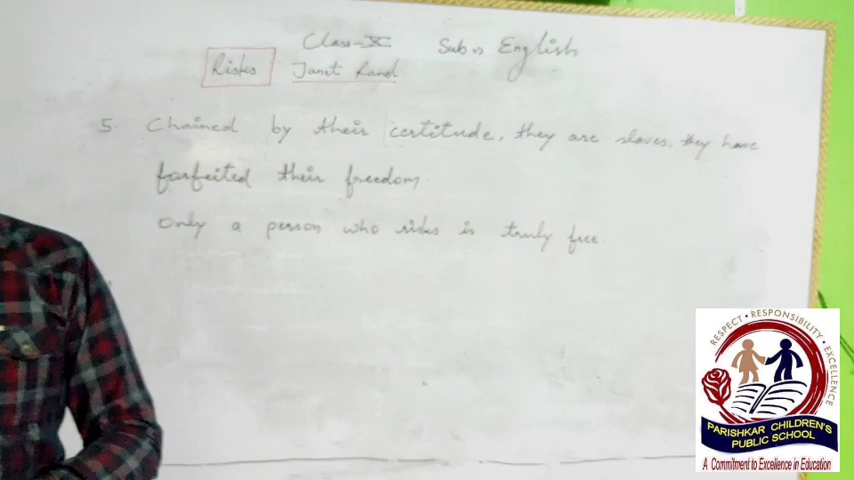 Class-X Sub :- English
Risks Janet Rand
5. Chained by their certitude, they are slaves, they have
forfeited their freedom,
Only a person who risks is truly free
RESPECT • RESPONSIBILITY • EXCELLENCE
PARISHKAR CHILDREN'S
PUBLIC SCHOOL
A Commitment to Excellence in Education